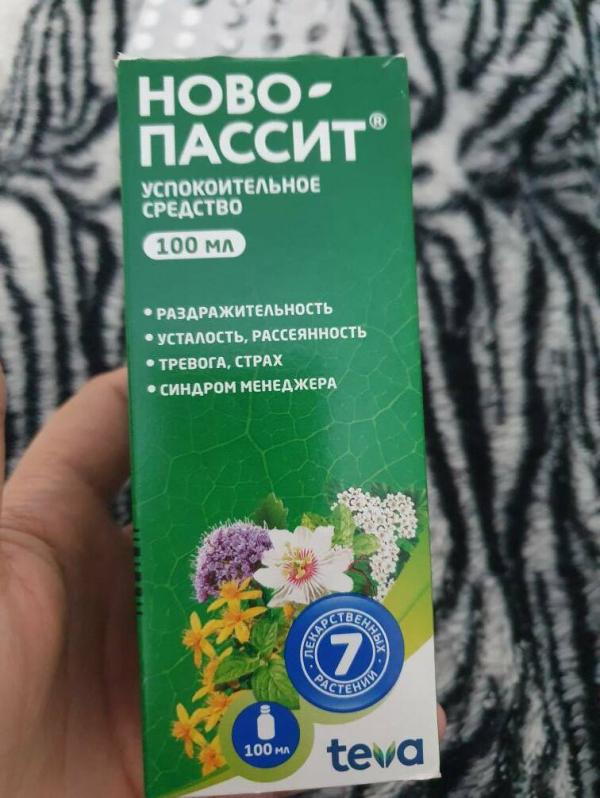 НОВО-
ПАССИТ®
УСПОКОИТЕЛЬНОЕ
СРЕДСТВО
100 МЛ
• РАЗДРАЖИТЕЛЬНОСТЬ
• УСТАЛОСТЬ, РАССЕЯННОСТЬ
• ТРЕВОГА, СТРАХ
• СИНДРОМ МЕНЕДЖЕРА
ЛЕКАРСТВЕННЫХ
7
РАСТЕНИЙ
100 МЛ
teva